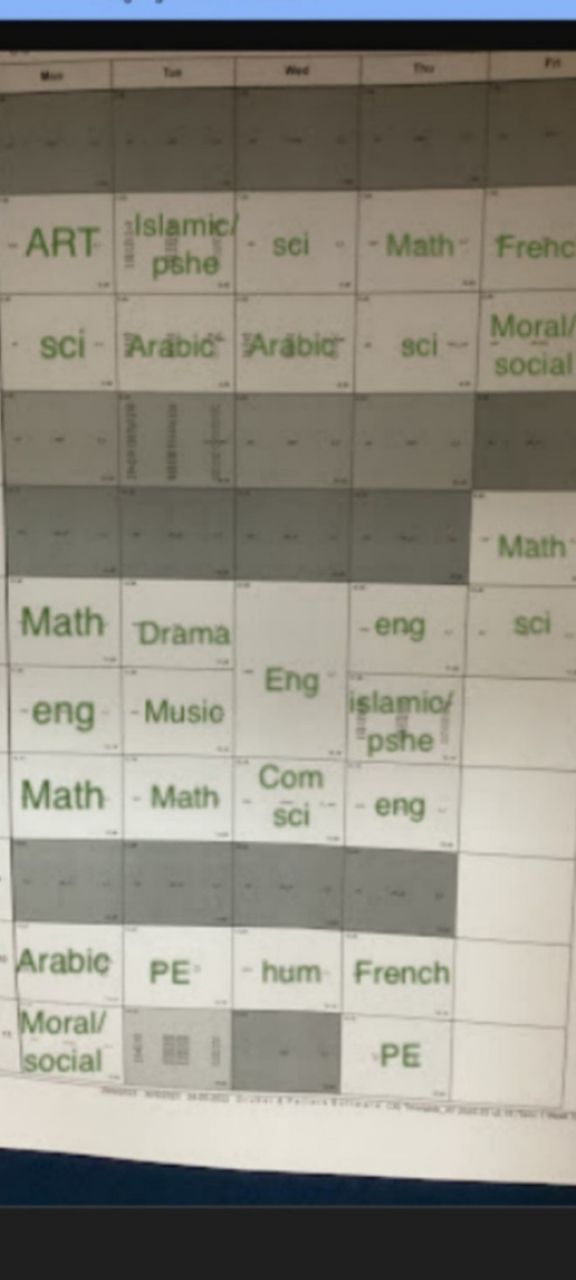 Mon Tue Wed Thu Fri
ART Islamic/ pshe sci Math Frehc
sci Arabic Arabic sci Moral/ social
Math
Math Drama Eng eng sci
eng Music islamic/ pshe
Math Math Com sci eng
Arabic PE hum French
Moral/ social PE